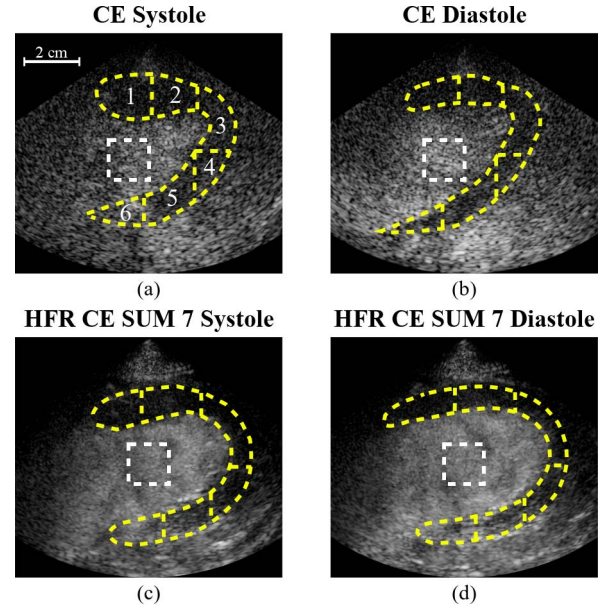 CE Systole
CE Diastole
2 cm
1
2
3
4
5
6
(a)
(b)
HFR CE SUM 7 Systole
HFR CE SUM 7 Diastole
(c)
(d)